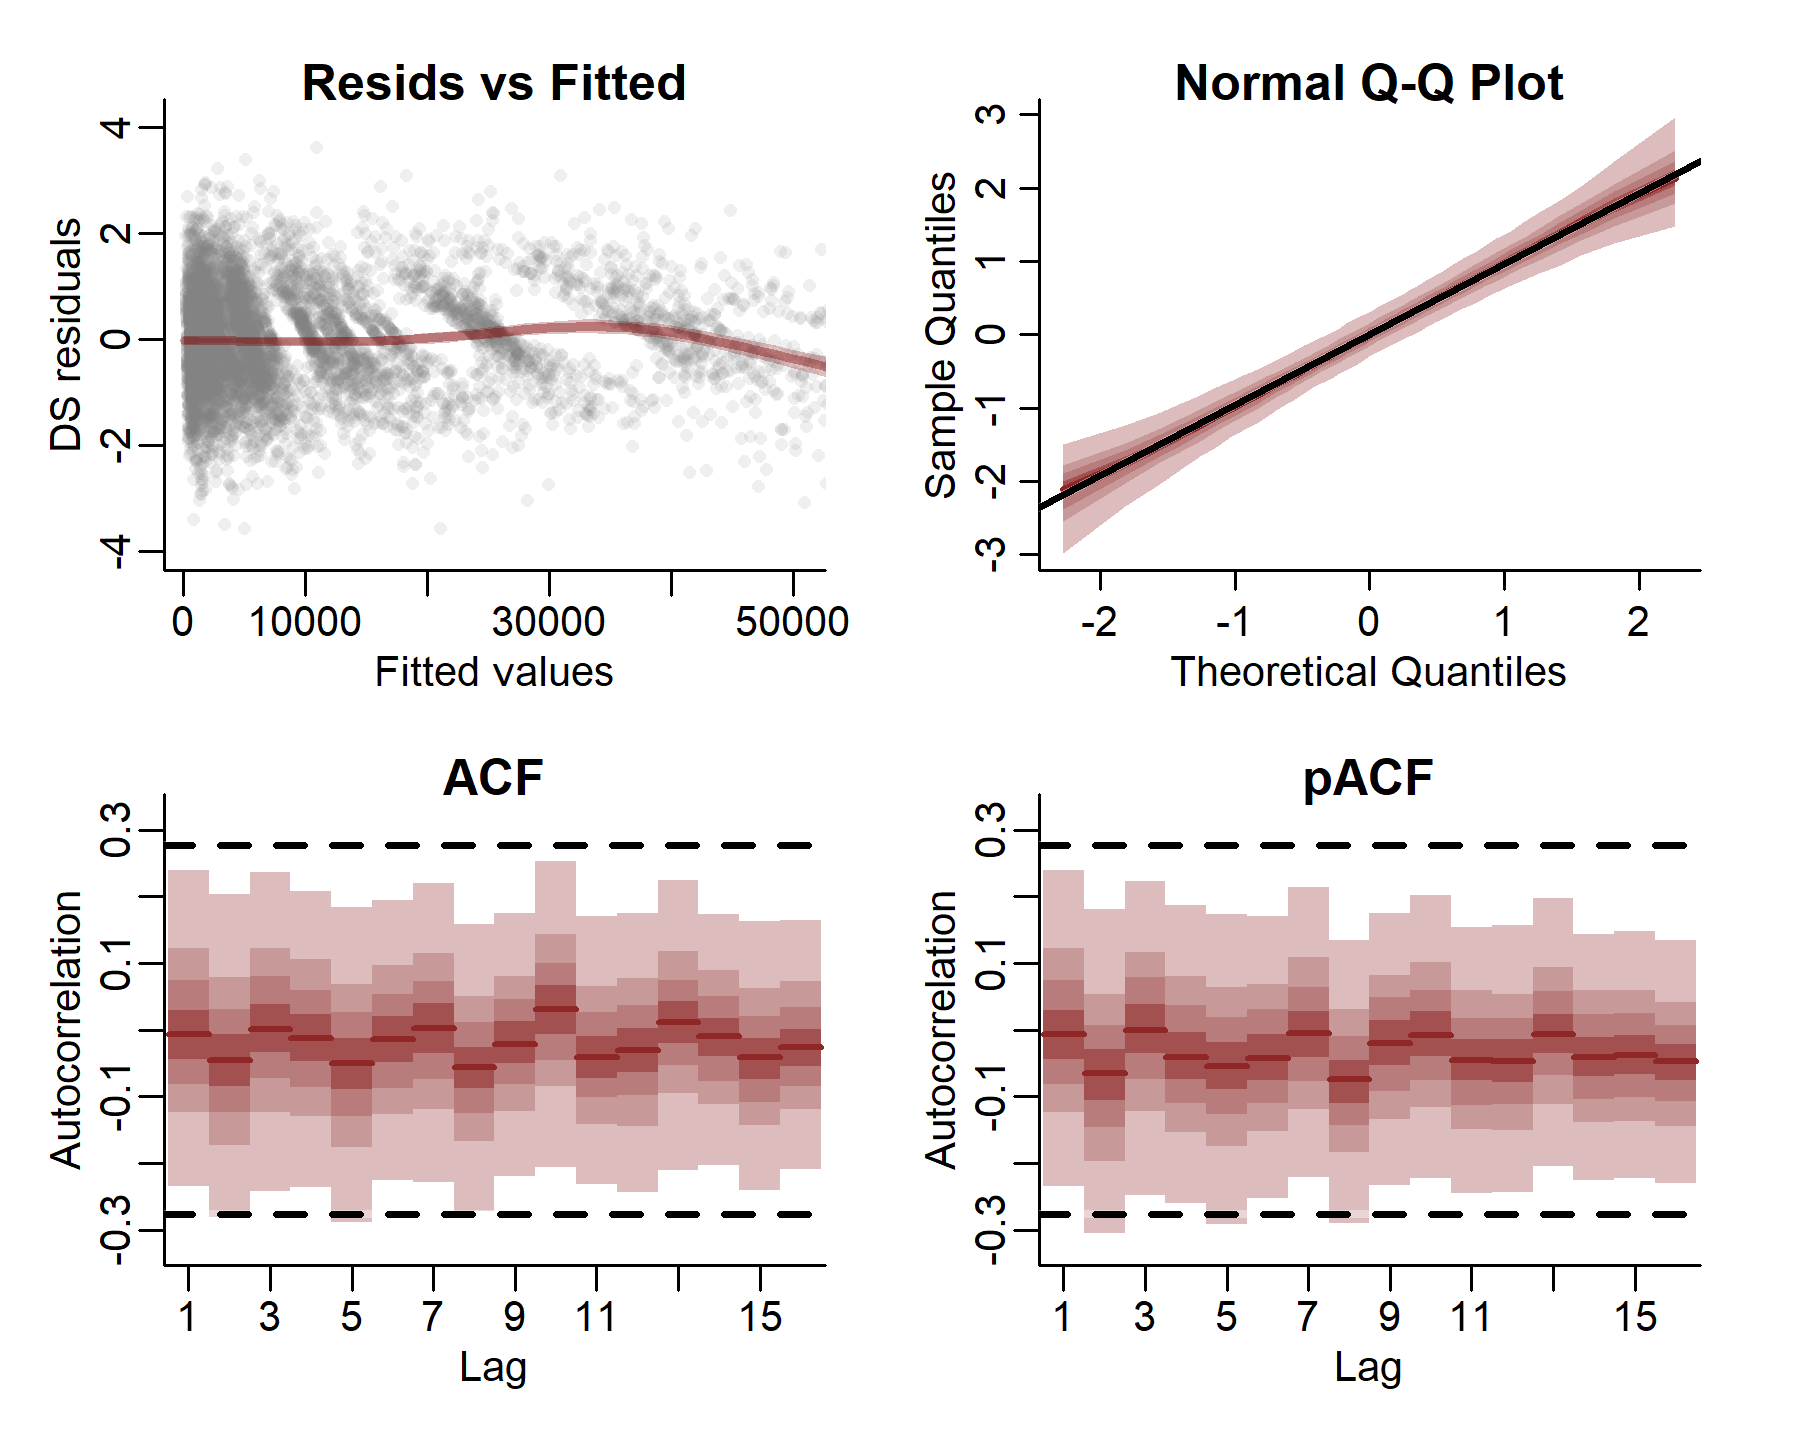 Resids vs Fitted
DS residuals
4
2
0
-2
-4
0 10000 30000 50000
Fitted values
Normal Q-Q Plot
Sample Quantiles
3
2
1
0
-1
-2
-3
-2 -1 0 1 2
Theoretical Quantiles
ACF
Autocorrelation
0.3
0.1
-0.1
-0.3
1 3 5 7 9 11 15
Lag
pACF
Autocorrelation
0.3
0.1
-0.1
-0.3
1 3 5 7 9 11 15
Lag